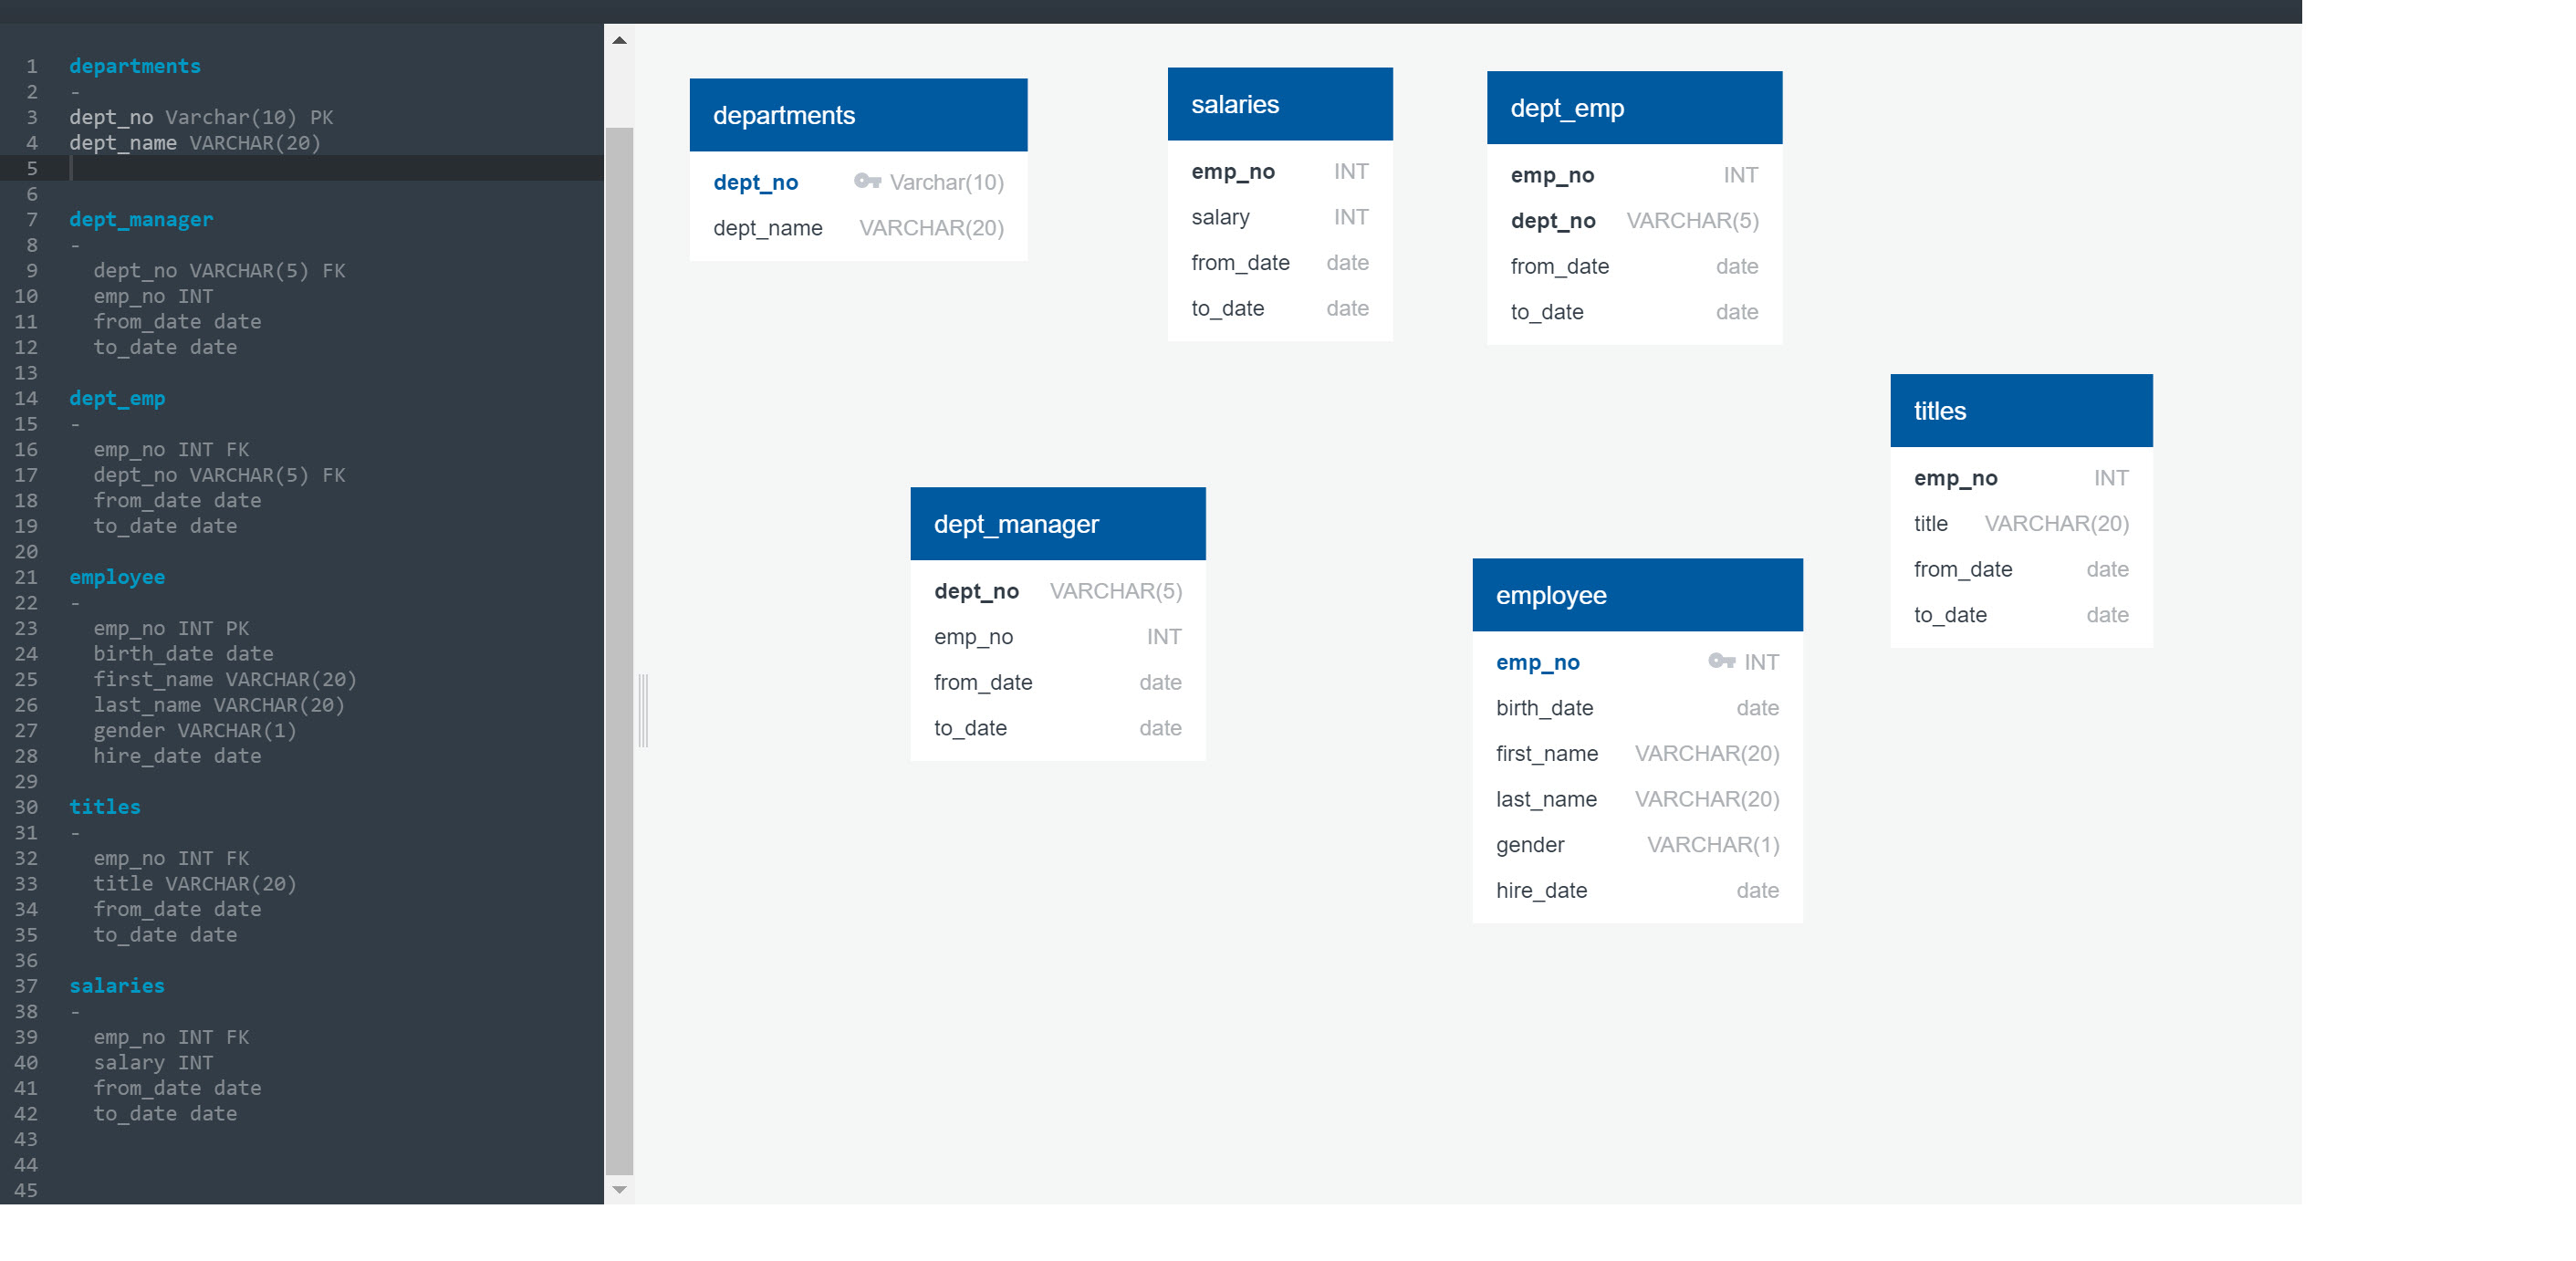 1 departments
2 -
3 dept_no Varchar(10) PK
4 dept_name VARCHAR(20)
5
6
7 dept_manager
8 -
9 dept_no VARCHAR(5) FK
10 emp_no INT
11 from_date date
12 to_date date
13
14 dept_emp
15 -
16 emp_no INT FK
17 dept_no VARCHAR(5) FK
18 from_date date
19 to_date date
20
21 employee
22 -
23 emp_no INT PK
24 birth_date date
25 first_name VARCHAR(20)
26 last_name VARCHAR(20)
27 gender VARCHAR(1)
28 hire_date date
29
30 titles
31 -
32 emp_no INT FK
33 title VARCHAR(20)
34 from_date date
35 to_date date
36
37 salaries
38 -
39 emp_no INT FK
40 salary INT
41 from_date date
42 to_date date
43
44
45
departments
dept_no Varchar(10)
dept_name VARCHAR(20)
salaries
emp_no INT
salary INT
from_date date
to_date date
dept_emp
emp_no INT
dept_no VARCHAR(5)
from_date date
to_date date
titles
emp_no INT
title VARCHAR(20)
from_date date
to_date date
dept_manager
dept_no VARCHAR(5)
emp_no INT
from_date date
to_date date
employee
emp_no INT
birth_date date
first_name VARCHAR(20)
last_name VARCHAR(20)
gender VARCHAR(1)
hire_date date